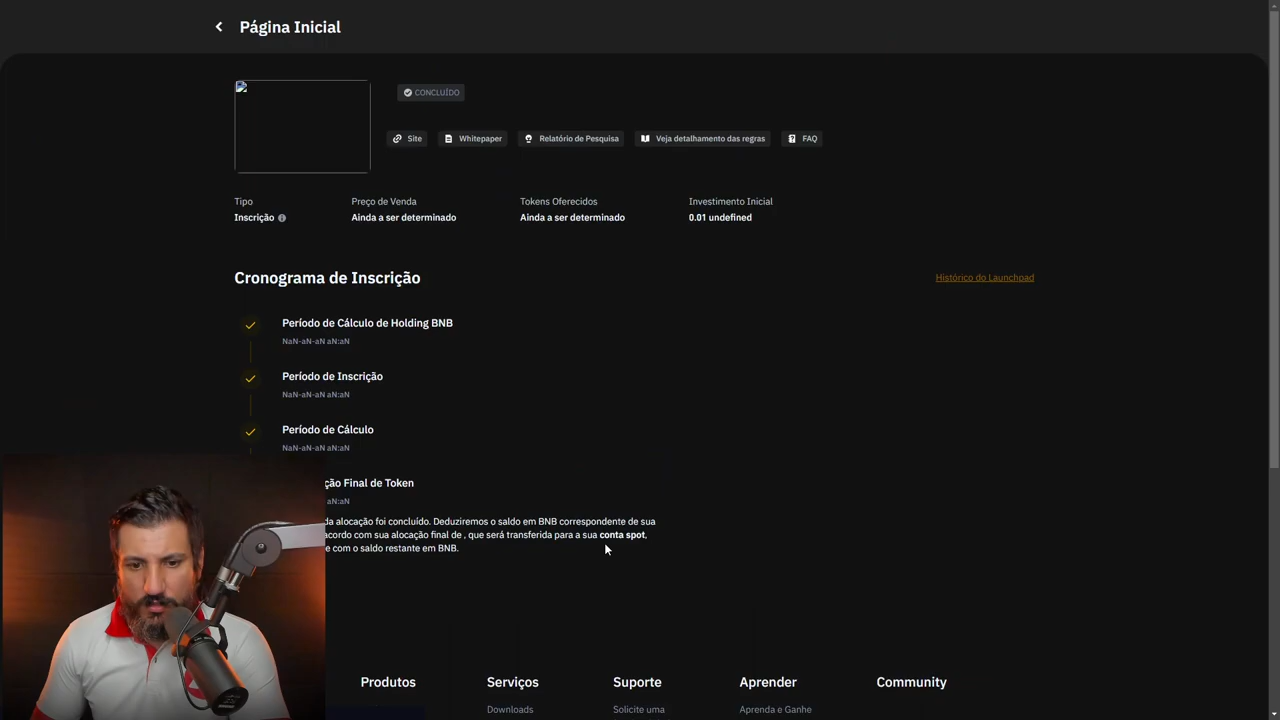 Página Inicial
CONCLUÍDO
Site
Whitepaper
Relatório de Pesquisa
Veja detalhamento das regras
FAQ
Tipo
Preço de Venda
Tokens Oferecidos
Investimento Inicial
Inscrição
Ainda a ser determinado
Ainda a ser determinado
0.01 undefined
Cronograma de Inscrição
Histórico do Launchpad
Período de Cálculo de Holding BNB
NaN-aN-aN aN:aN
Período de Inscrição
NaN-aN-aN aN:aN
Período de Cálculo
NaN-aN-aN aN:aN
ção Final de Token
aN:aN
da alocação foi concluído. Deduziremos o saldo em BNB correspondente de sua
acordo com sua alocação final de , que será transferida para a sua conta spot,
e com o saldo restante em BNB.
Produtos
Serviços
Suporte
Aprender
Community
Downloads
Solicite uma
Aprenda e Ganhe